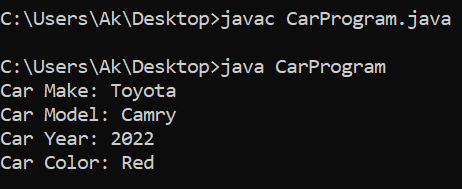 C:\Users\Ak\Desktop>javac CarProgram.java
C:\Users\Ak\Desktop>java CarProgram
Car Make: Toyota
Car Model: Camry
Car Year: 2022
Car Color: Red